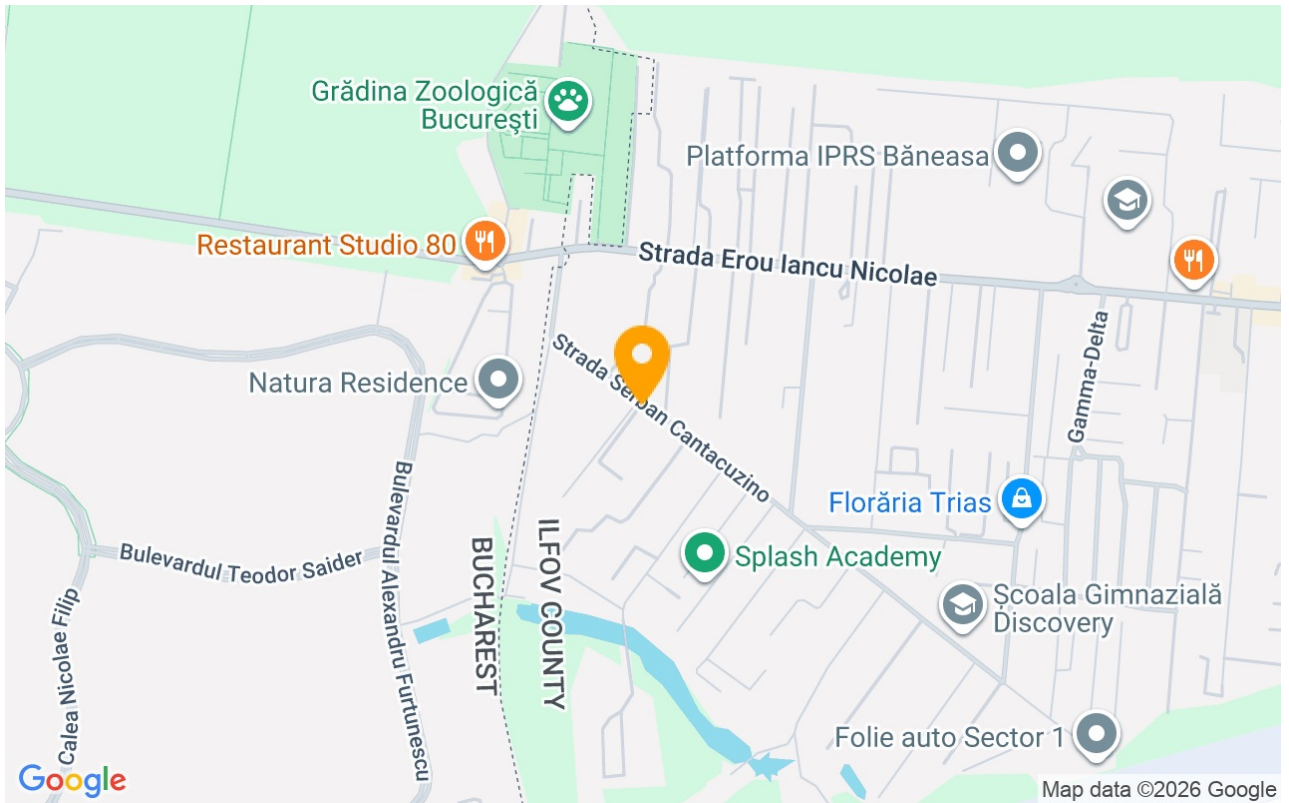 Grădina Zoologică
Bucureşti
Platforma IPRS Băneasa
Restaurant Studio 80
Strada Erou Iancu Nicolae
Strada Serban Cantacuzino
Natura Residence
Gamma-Delta
Florăria Trias
Bulevardul Teodor Saider
Bulevardul Alexandru Furtunescu
BUCHAREST
ILFOV COUNTY
Splash Academy
Școala Gimnazială
Discovery
Calea Nicolae Filip
Folie auto Sector 1
Google
Map data ©2026 Google